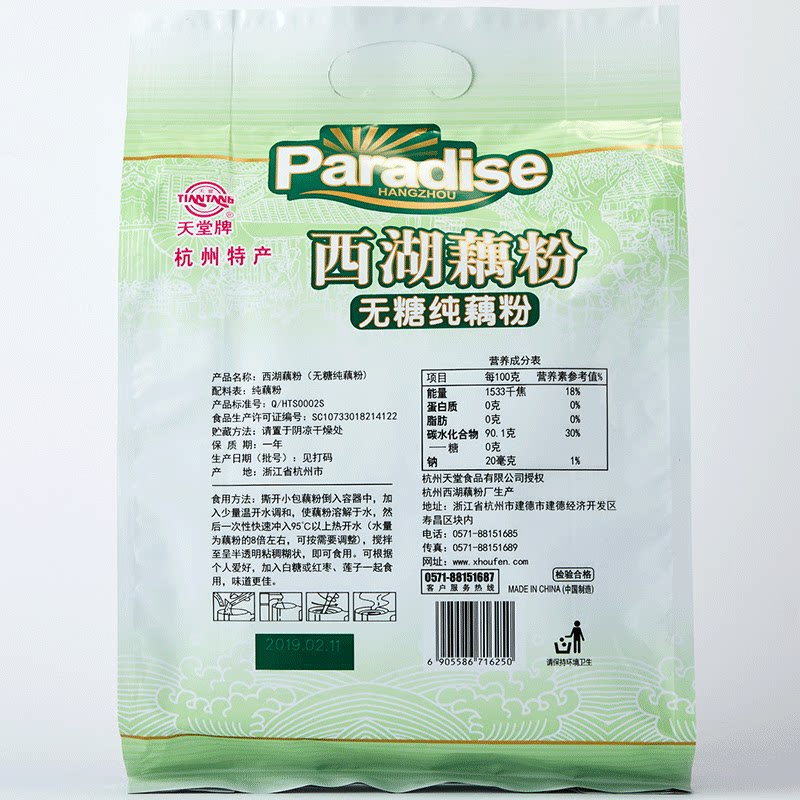 Paradise
HANGZHOU
天堂
TIANTANG
天堂牌®
杭州特产
西湖藕粉
无糖纯藕粉
产品名称：西湖藕粉（无糖纯藕粉）
配料表：纯藕粉
产品标准号：Q/HTS0002S
食品生产许可证编号：SC10733018214122
贮藏方法：请置于阴凉干燥处
保 质 期：一年
生产日期（批号）：见打码
产 地：浙江省杭州市
食用方法：撕开小包藕粉倒入容器中，加
入少量温开水调和，使藕粉溶解于水，然
后一次性快速冲入95℃以上热开水（水量
为藕粉的8倍左右，可按需要调整），搅拌
至呈半透明粘稠糊状，即可食用。可根据
个人爱好，加入白糖或红枣、莲子一起食
用，味道更佳。
2019.02.11
营养成分表
项目 每100克 营养素参考值%
能量 1533千焦 18%
蛋白质 0克 0%
脂肪 0克 0%
碳水化合物 90.1克 30%
——糖 0克
钠 20毫克 1%
杭州天堂食品有限公司授权
杭州西湖藕粉厂生产
地址：浙江省杭州市建德市建德经济开发区
寿昌区块内
电话：0571-88151685
传真：0571-88151689
网址：www.xhoufen.com
0571-88151687
客户服务热线
检验合格
MADE IN CHINA (中国制造)
6 905586 716250
请保持环境卫生